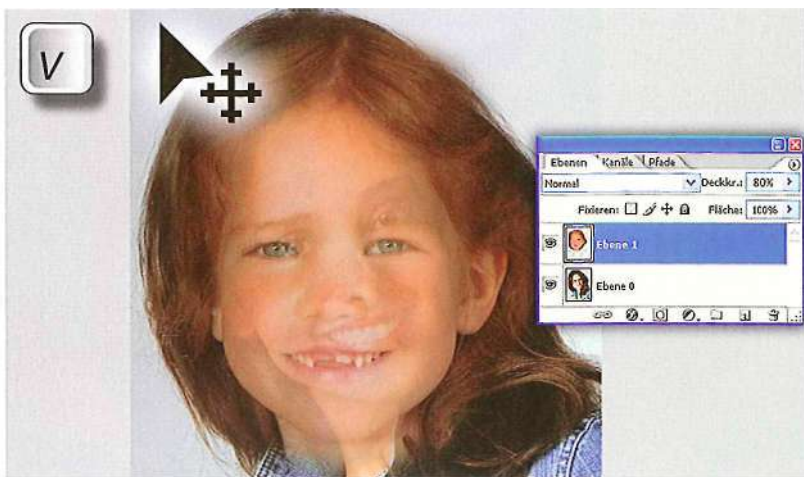 V
Ebenen Kanäle Pfade
Normal Deckkr.: 80%
Fixieren: Fläche: 100%
Ebene 1
Ebene 0